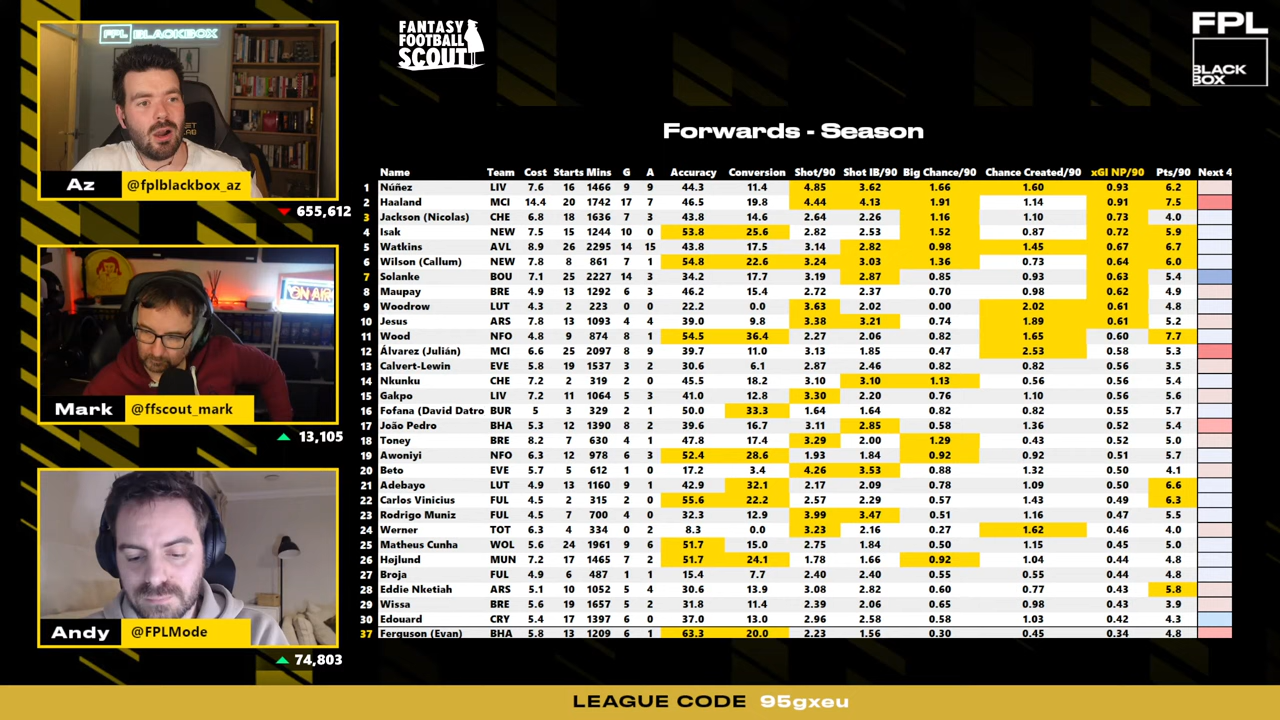 FPL BLACKBOX
Az @fplblackbox_az
655,612
ON AIR
Mark @ffscout_mark
13,105
Andy @FPLMode
74,803
FANTASY
FOOTBALL
SCOUT
FPL
BLACK
BOX
Forwards - Season
Name Team Cost Starts Mins G A Accuracy Conversion Shot/90 Shot IB/90 Big Chance/90 Chance Created/90 xGI NP/90 Pts/90 Next 4
1 Núñez LIV 7.6 16 1466 9 9 44.3 11.4 4.85 3.62 1.66 1.60 0.93 6.2
2 Haaland MCI 14.4 20 1742 17 7 46.5 19.8 4.44 4.13 1.91 1.14 0.91 7.5
3 Jackson (Nicolas) CHE 6.8 18 1636 7 3 43.8 14.6 2.64 2.26 1.16 1.10 0.73 4.0
4 Isak NEW 7.5 15 1244 10 0 53.8 25.6 2.82 2.53 1.52 0.87 0.72 5.9
5 Watkins AVL 8.9 26 2295 14 15 43.8 17.5 3.14 2.82 0.98 1.45 0.67 6.7
6 Wilson (Callum) NEW 7.8 8 861 7 1 54.8 22.6 3.24 3.03 1.36 0.73 0.64 6.0
7 Solanke BOU 7.1 25 2227 14 3 34.2 17.7 3.19 2.87 0.85 0.93 0.63 5.4
8 Maupay BRE 4.9 13 1292 6 3 46.2 15.4 2.72 2.37 0.70 0.98 0.62 4.9
9 Woodrow LUT 4.3 2 223 0 0 22.2 0.0 3.63 2.02 0.00 2.02 0.61 4.8
10 Jesus ARS 7.8 13 1093 4 4 39.0 9.8 3.38 3.21 0.74 1.89 0.61 5.2
11 Wood NFO 4.8 9 874 8 1 54.5 36.4 2.27 2.06 0.82 1.65 0.60 7.7
12 Álvarez (Julián) MCI 6.6 25 2097 8 9 39.7 11.0 3.13 1.85 0.47 2.53 0.58 5.3
13 Calvert-Lewin EVE 5.8 19 1537 3 2 30.6 6.1 2.87 2.46 0.82 0.82 0.56 3.5
14 Nkunku CHE 7.2 2 319 2 0 45.5 18.2 3.10 3.10 1.13 0.56 0.56 5.4
15 Gakpo LIV 7.2 11 1064 5 3 41.0 12.8 3.30 2.20 0.76 1.10 0.56 5.6
16 Fofana (David Datro BUR 5 3 329 2 1 50.0 33.3 1.64 1.64 0.82 0.82 0.55 5.7
17 João Pedro BHA 5.3 12 1390 8 2 39.6 16.7 3.11 2.85 0.58 1.36 0.52 5.4
18 Toney BRE 8.2 7 630 4 1 47.8 17.4 3.29 2.00 1.29 0.43 0.52 5.0
19 Awoniyi NFO 6.3 12 978 6 3 52.4 28.6 1.93 1.84 0.92 0.92 0.51 5.7
20 Beto EVE 5.7 5 612 1 0 17.2 3.4 4.26 3.53 0.88 1.32 0.50 4.1
21 Adebayo LUT 4.9 13 1160 9 1 42.9 32.1 2.17 2.09 0.78 1.09 0.50 6.6
22 Carlos Vinicius FUL 4.5 2 315 2 0 55.6 22.2 2.57 2.29 0.57 1.43 0.49 6.3
23 Rodrigo Muniz FUL 4.5 7 700 4 0 32.3 12.9 3.99 3.47 0.51 1.16 0.47 5.5
24 Werner TOT 6.3 4 334 0 2 8.3 0.0 3.23 2.16 0.27 1.62 0.46 4.0
25 Matheus Cunha WOL 5.6 24 1961 9 6 51.7 15.0 2.75 1.84 0.50 1.15 0.45 5.0
26 Højlund MUN 7.2 17 1465 7 2 51.7 24.1 1.78 1.66 0.92 1.04 0.44 4.8
27 Broja FUL 4.9 6 487 1 1 15.4 7.7 2.40 2.40 0.55 0.55 0.44 4.8
28 Eddie Nketiah ARS 5.1 10 1052 5 4 30.6 13.9 3.08 2.82 0.60 0.77 0.43 5.8
29 Wissa BRE 5.6 19 1657 5 2 31.8 11.4 2.39 2.06 0.65 0.98 0.43 3.9
30 Edouard CRY 5.4 17 1397 6 0 37.0 13.0 2.96 2.58 0.58 1.03 0.42 4.3
37 Ferguson (Evan) BHA 5.8 13 1209 6 1 63.3 20.0 2.23 1.56 0.30 0.45 0.34 4.8
LEAGUE CODE 95gxeu